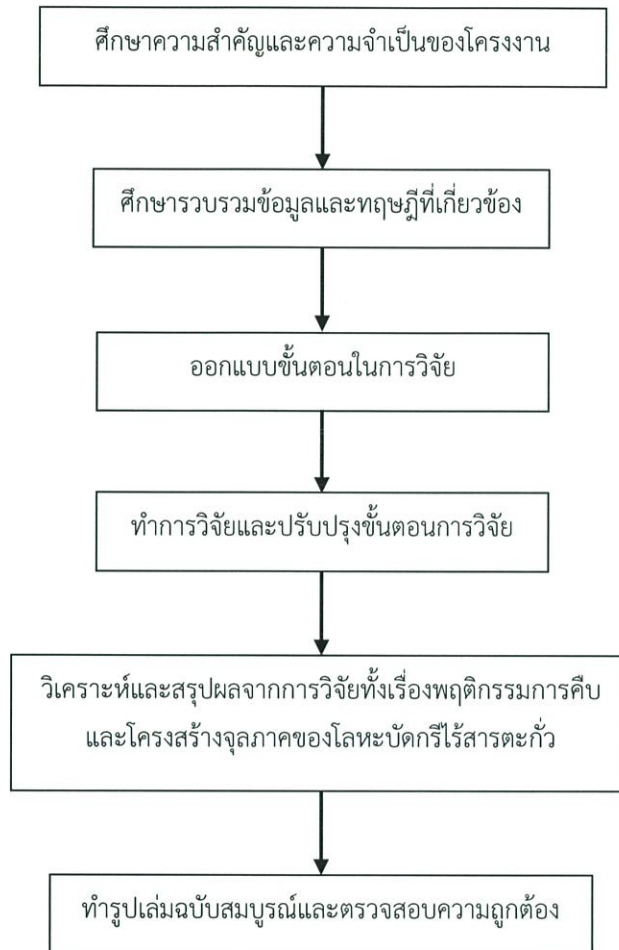 ศึกษาความสำคัญและความจำเป็นของโครงงาน
ศึกษารวบรวมข้อมูลและทฤษฎีที่เกี่ยวข้อง
ออกแบบขั้นตอนในการวิจัย
ทำการวิจัยและปรับปรุงขั้นตอนการวิจัย
วิเคราะห์และสรุปผลจากการวิจัยทั้งเรื่องพฤติกรรมการคืบ
และโครงสร้างจุลภาคของโลหะบัดกรีไร้สารตะกั่ว
ทำรูปเล่มฉบับสมบูรณ์และตรวจสอบความถูกต้อง